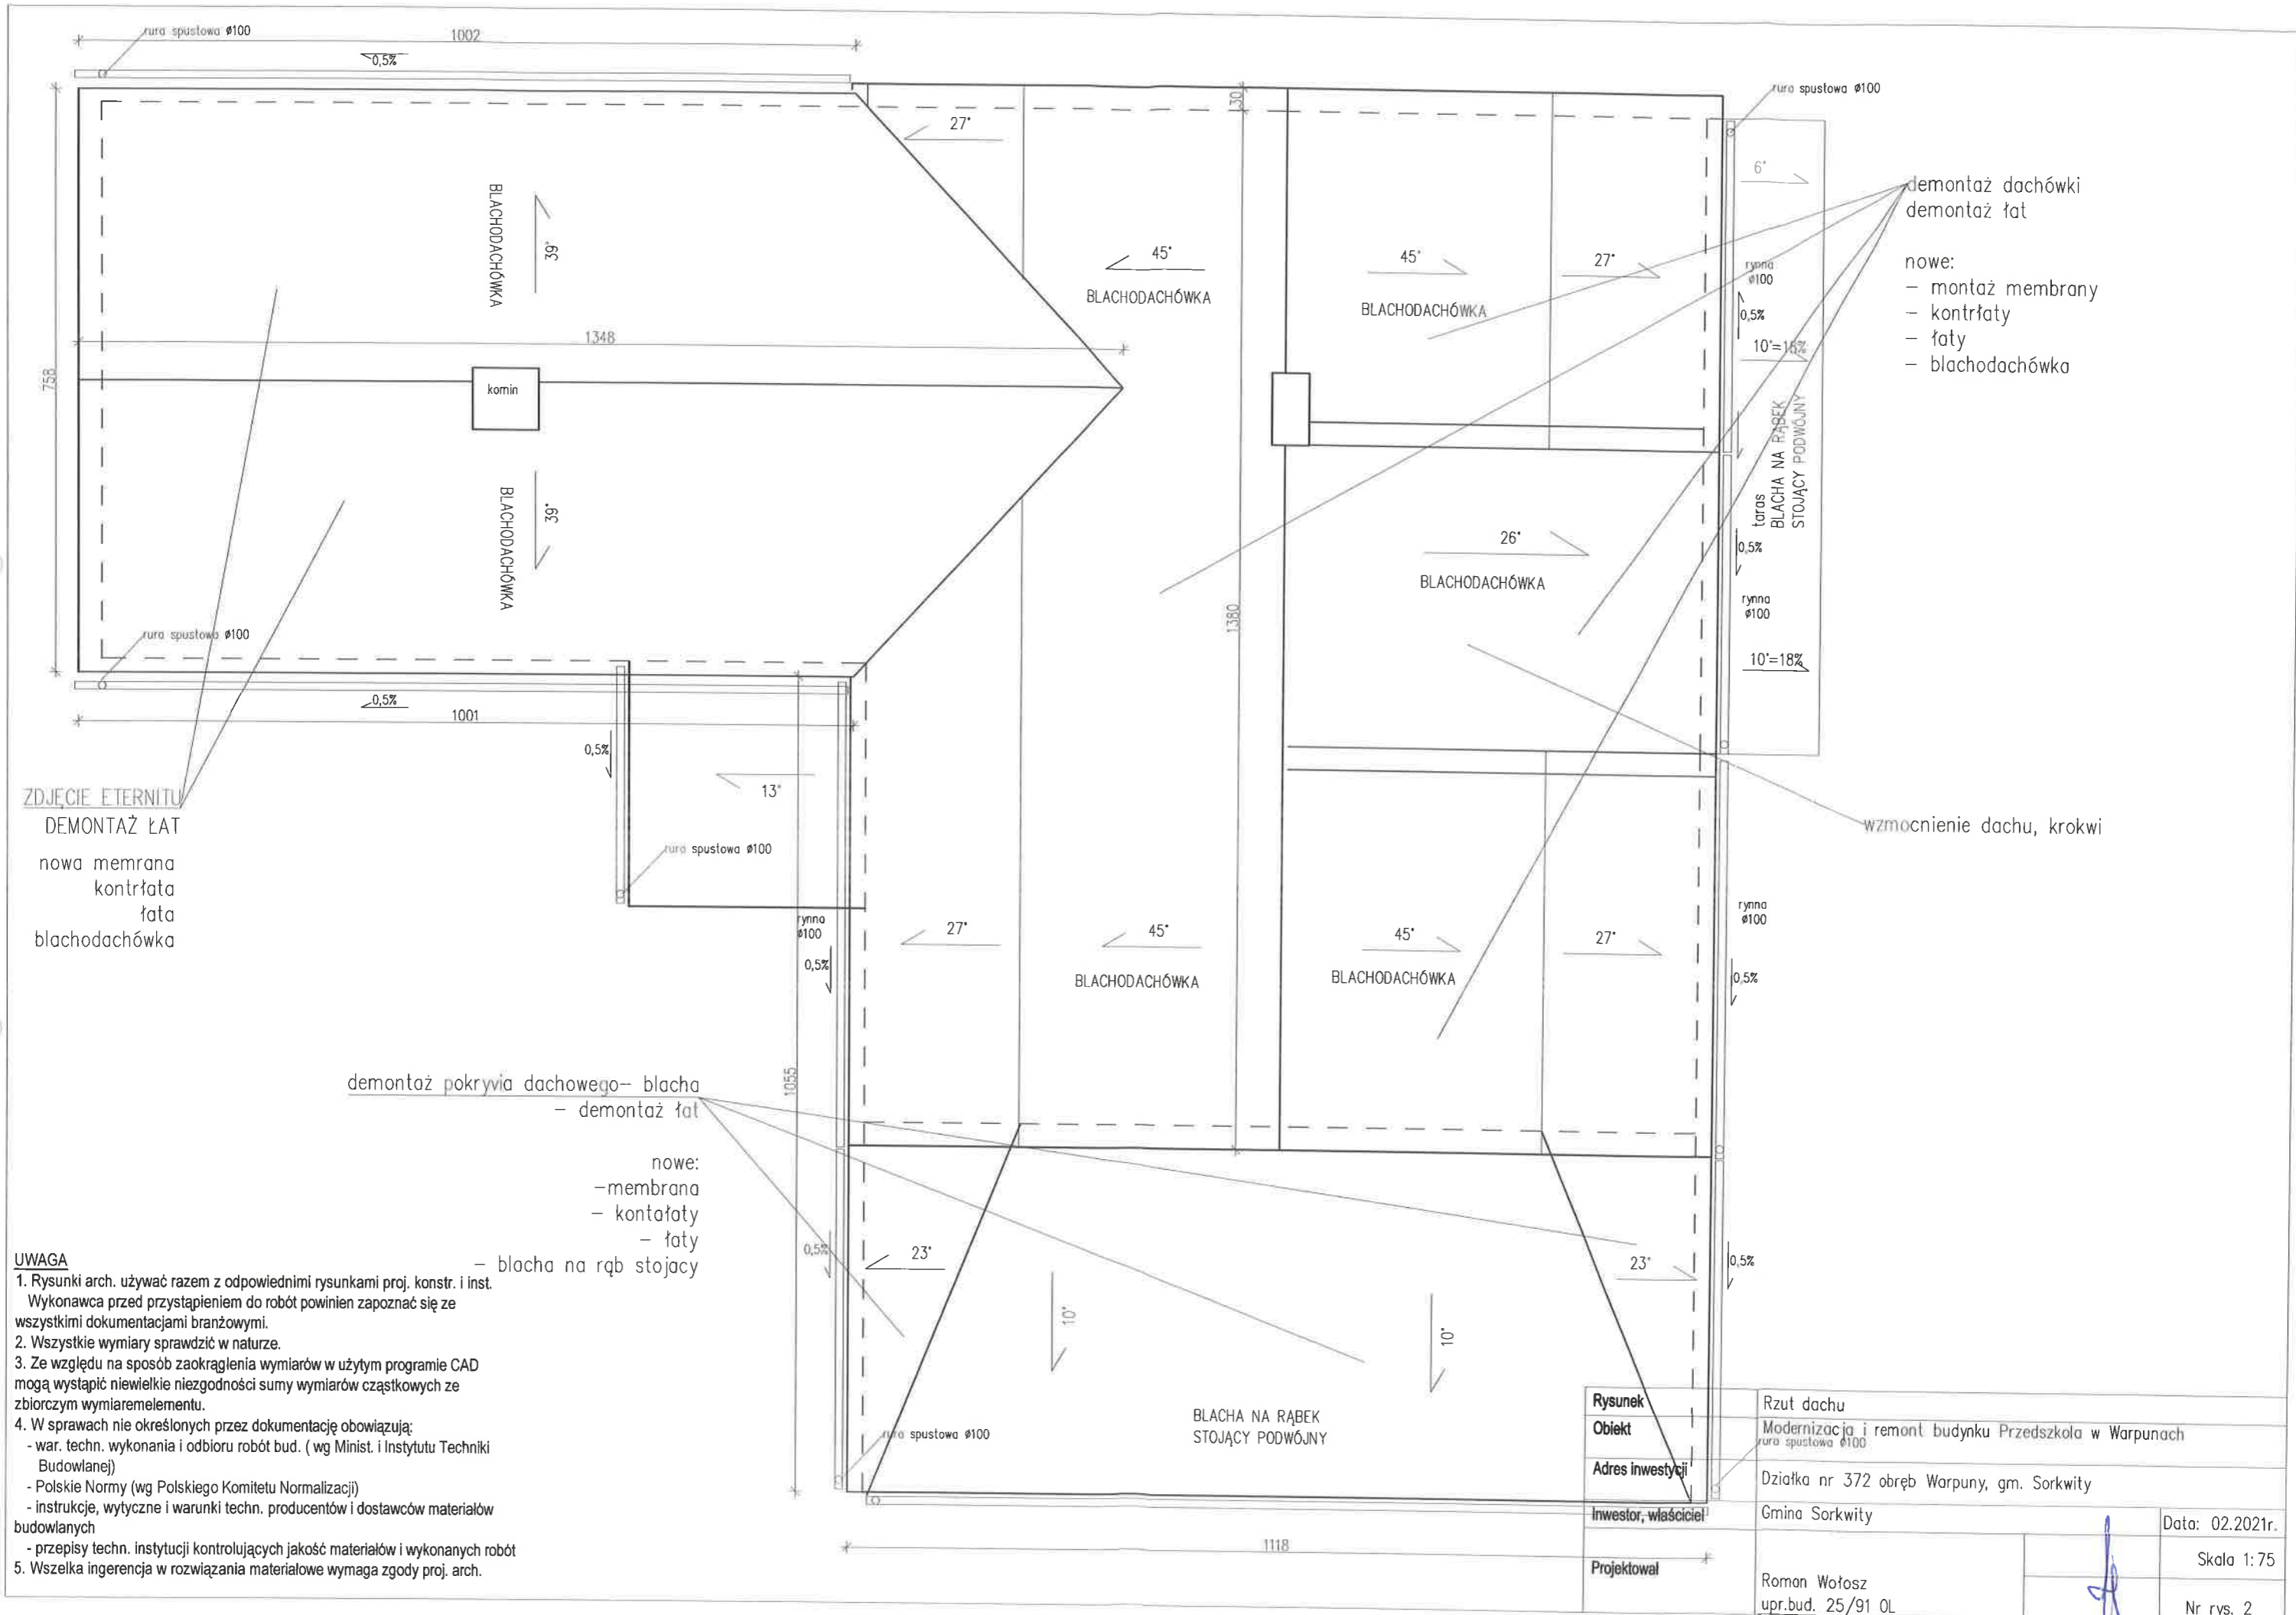 rura spustowa ø100
1002
0,5%
rura spustowa ø100
30
27°
6°
demontaż dachówki
demontaż łat
nowe:
– montaż membrany
– kontrłaty
– łaty
– blachodachówka
BLACHODACHÓWKA
39°
45°
BLACHODACHÓWKA
45°
BLACHODACHÓWKA
27°
rynna
ø100
0,5%
10°=18%
1348
758
komin
BLACHODACHÓWKA
39°
taras
BLACHA NA RĄBEK
STOJĄCY PODWÓJNY
26°
BLACHODACHÓWKA
0,5%
rynna
ø100
1380
rura spustowa ø100
10°=18%
0,5%
1001
0,5%
13°
ZDJĘCIE ETERNITU
DEMONTAŻ ŁAT
nowa memrana
kontrłata
łata
blachodachówka
rura spustowa ø100
wzmocnienie dachu, krokwi
rynna
ø100
0,5%
27°
45°
BLACHODACHÓWKA
45°
BLACHODACHÓWKA
27°
rynna
ø100
0,5%
1055
demontaż pokryvia dachowego– blacha
– demontaż łat
nowe:
–membrana
– kontałaty
– łaty
– blacha na rąb stojacy
0,5%
23°
10°
10°
23°
0,5%
UWAGA
1. Rysunki arch. używać razem z odpowiednimi rysunkami proj. konstr. i inst.
Wykonawca przed przystąpieniem do robót powinien zapoznać się ze
wszystkimi dokumentacjami branżowymi.
2. Wszystkie wymiary sprawdzić w naturze.
3. Ze względu na sposób zaokrąglenia wymiarów w użytym programie CAD
mogą wystąpić niewielkie niezgodności sumy wymiarów cząstkowych ze
zbiorczym wymiaremelementu.
4. W sprawach nie określonych przez dokumentację obowiązują:
- war. techn. wykonania i odbioru robót bud. ( wg Minist. i Instytutu Techniki
Budowlanej)
- Polskie Normy (wg Polskiego Komitetu Normalizacji)
- instrukcje, wytyczne i warunki techn. producentów i dostawców materiałów
budowlanych
- przepisy techn. instytucji kontrolujących jakość materiałów i wykonanych robót
5. Wszelka ingerencja w rozwiązania materiałowe wymaga zgody proj. arch.
rura spustowa ø100
BLACHA NA RĄBEK
STOJĄCY PODWÓJNY
1118
Rysunek Rzut dachu
Obiekt Modernizacja i remont budynku Przedszkola w Warpunach
rura spustowa ø100
Adres inwestycji Działka nr 372 obręb Warpuny, gm. Sorkwity
Inwestor, właściciel Gmina Sorkwity
Data: 02.2021r.
Skala 1:75
Projektował Roman Wołosz
upr.bud. 25/91 OL
Nr rys. 2